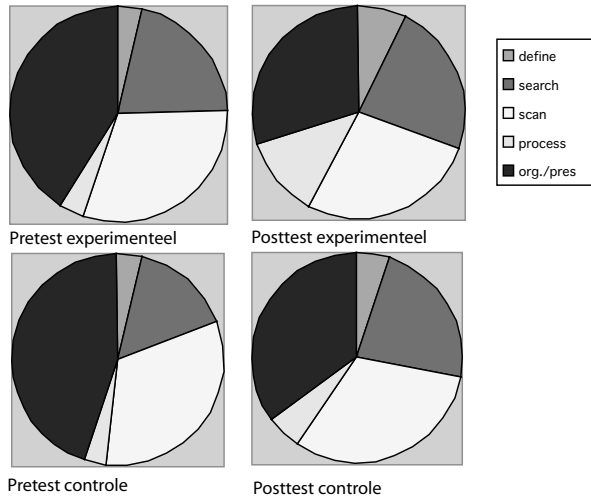 define
search
scan
process
org./pres
Pretest experimenteel
Posttest experimenteel
Pretest controle
Posttest controle